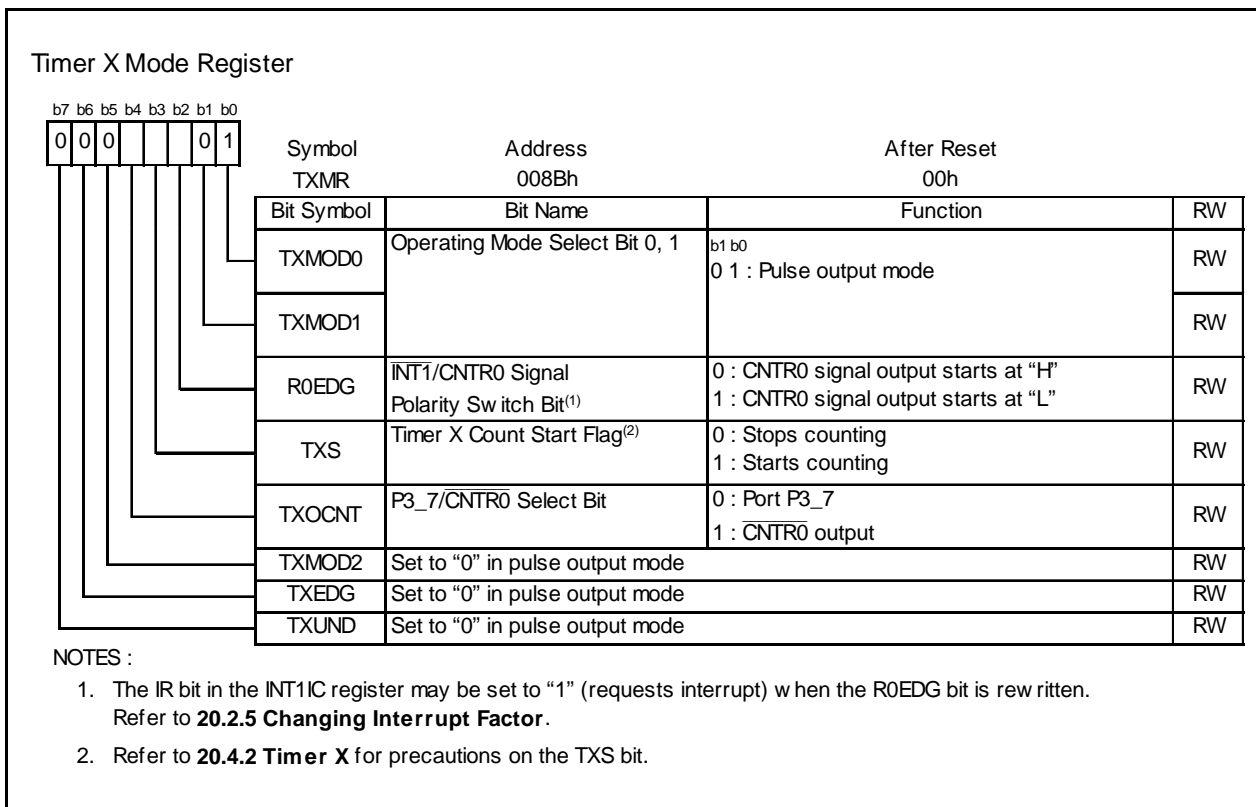 Timer X Mode Register
b7 b6 b5 b4 b3 b2 b1 b0
0 0 0 0 1
Symbol Address After Reset
TXMR 008Bh 00h
Bit Symbol Bit Name Function RW
TXMOD0 Operating Mode Select Bit 0, 1 b1 b0
0 1 : Pulse output mode RW
TXMOD1 RW
R0EDG INT1/CNTR0 Signal
Polarity Switch Bit(1) 0 : CNTR0 signal output starts at “H”
1 : CNTR0 signal output starts at “L” RW
TXS Timer X Count Start Flag(2) 0 : Stops counting
1 : Starts counting RW
TXOCNT P3_7/CNTR0 Select Bit 0 : Port P3_7
1 : CNTR0 output RW
TXMOD2 Set to “0” in pulse output mode RW
TXEDG Set to “0” in pulse output mode RW
TXUND Set to “0” in pulse output mode RW
NOTES :
1. The IR bit in the INT1IC register may be set to “1” (requests interrupt) when the R0EDG bit is rewritten.
Refer to 20.2.5 Changing Interrupt Factor.
2. Refer to 20.4.2 Timer X for precautions on the TXS bit.